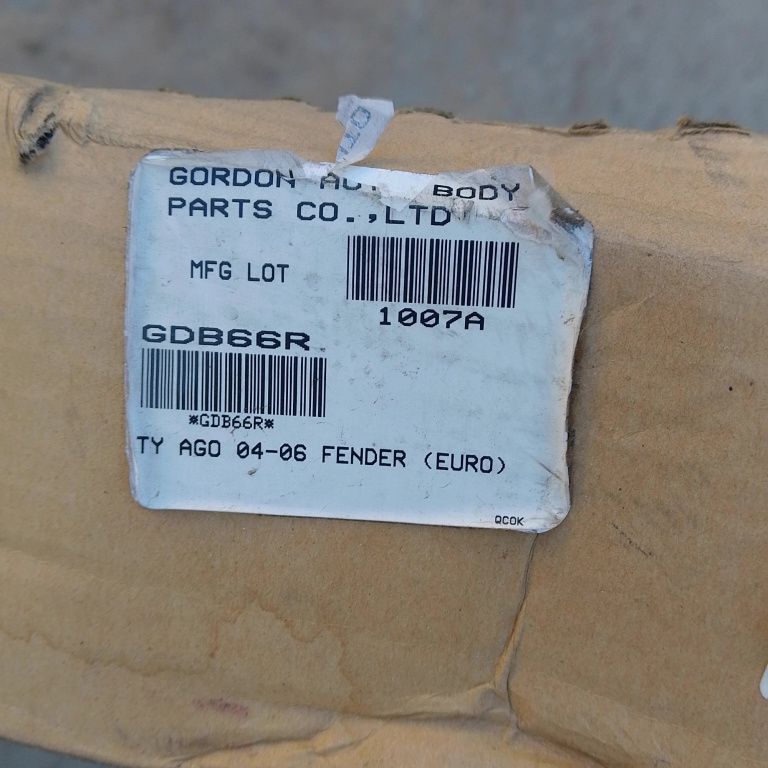 GORDON BODY
PARTS CO.,LTD
MFG LOT
1007A
GDB66R
*GDB66R*
TY AGO 04-06 FENDER (EURO)
QCOK